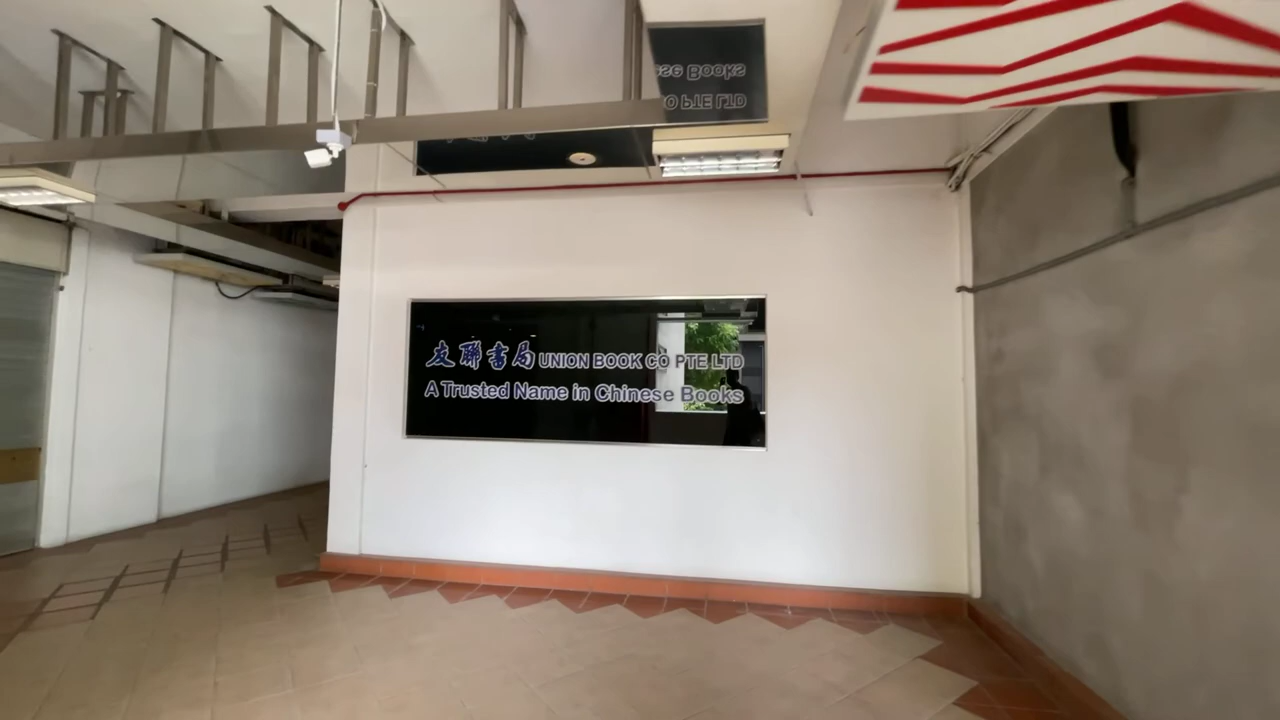 友聯書局 UNION BOOK CO PTE LTD
A Trusted Name in Chinese Books